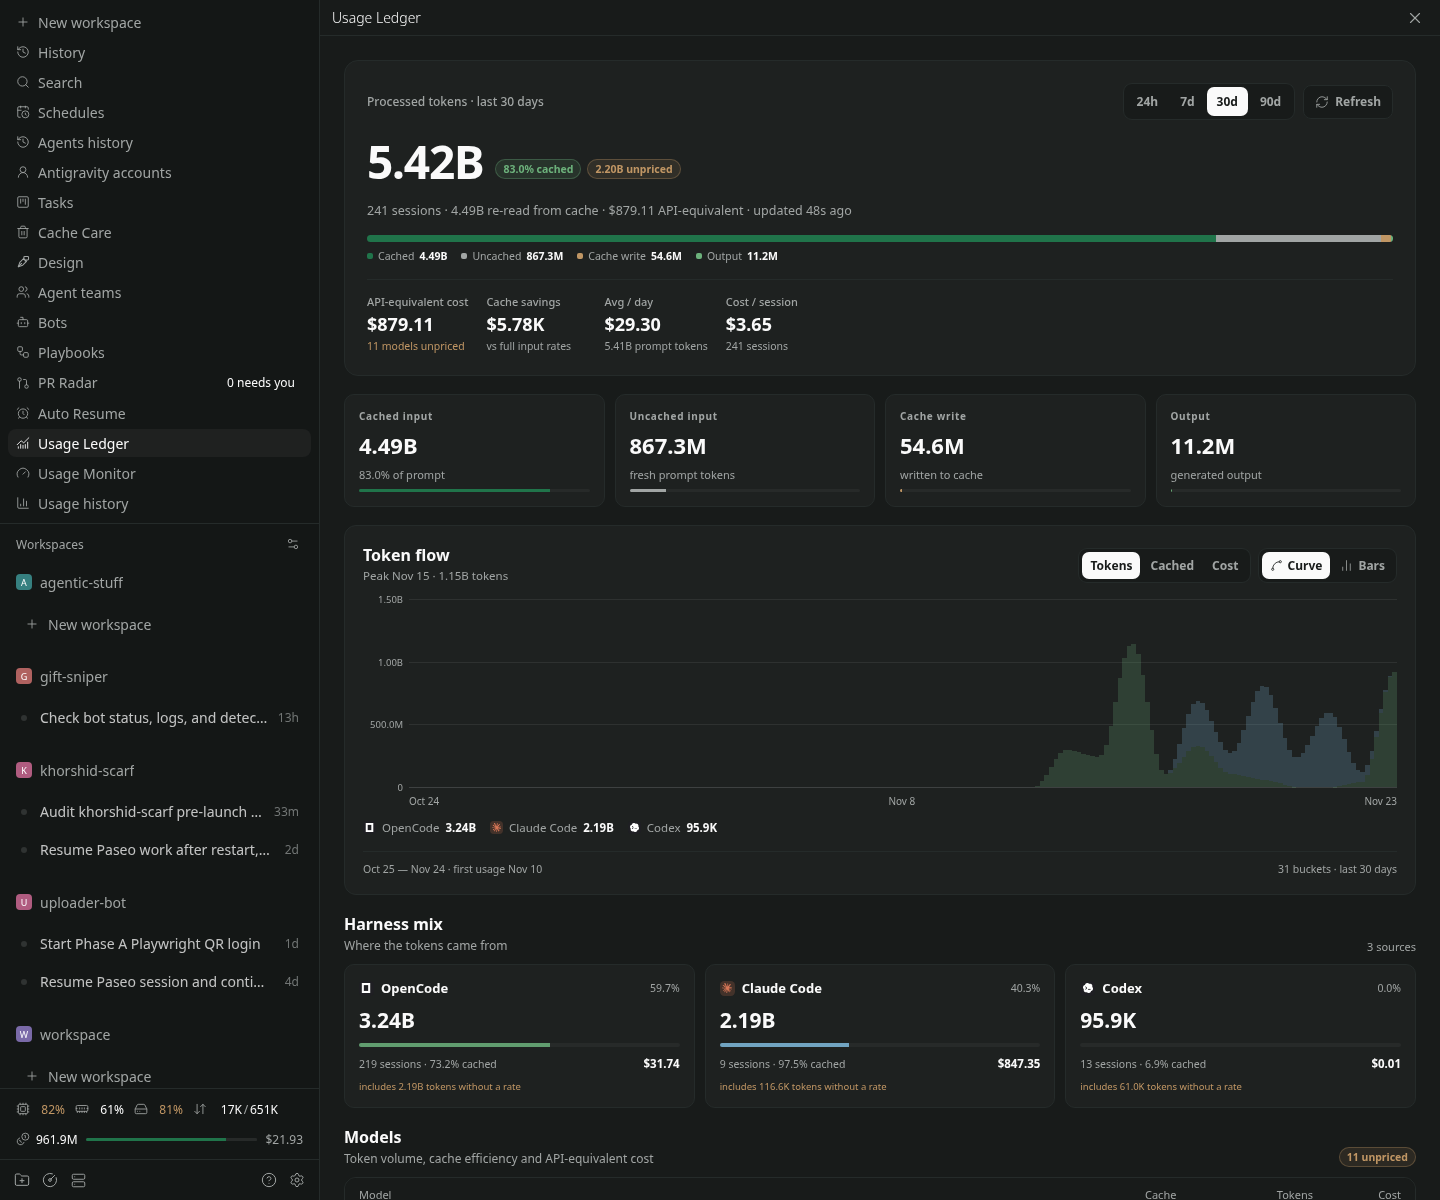 New workspace
History
Search
Schedules
Agents history
Antigravity accounts
Tasks
Cache Care
Design
Agent teams
Bots
Playbooks
PR Radar 0 needs you
Auto Resume
Usage Ledger
Usage Monitor
Usage history
Workspaces
A agentic-stuff
New workspace
G gift-sniper
Check bot status, logs, and detec... 13h
K khorshid-scarf
Audit khorshid-scarf pre-launch ... 33m
Resume Paseo work after restart,... 2d
U uploader-bot
Start Phase A Playwright QR login 1d
Resume Paseo session and conti... 4d
W workspace
New workspace
82% 61% 81% 17K/651K
961.9M $21.93
Usage Ledger
Processed tokens · last 30 days
24h 7d 30d 90d Refresh
5.42B 83.0% cached 2.20B unpriced
241 sessions · 4.49B re-read from cache · $879.11 API-equivalent · updated 48s ago
Cached 4.49B Uncached 867.3M Cache write 54.6M Output 11.2M
API-equivalent cost Cache savings Avg / day Cost / session
$879.11 $5.78K $29.30 $3.65
11 models unpriced vs full input rates 5.41B prompt tokens 241 sessions
Cached input
4.49B
83.0% of prompt
Uncached input
867.3M
fresh prompt tokens
Cache write
54.6M
written to cache
Output
11.2M
generated output
Token flow
Peak Nov 15 · 1.15B tokens
Tokens Cached Cost Curve Bars
1.50B
1.00B
500.0M
0
Oct 24 Nov 8 Nov 23
OpenCode 3.24B Claude Code 2.19B Codex 95.9K
Oct 25 — Nov 24 · first usage Nov 10 31 buckets · last 30 days
Harness mix
Where the tokens came from 3 sources
OpenCode 59.7%
3.24B
219 sessions · 73.2% cached $31.74
includes 2.19B tokens without a rate
Claude Code 40.3%
2.19B
9 sessions · 97.5% cached $847.35
includes 116.6K tokens without a rate
Codex 0.0%
95.9K
13 sessions · 6.9% cached $0.01
includes 61.0K tokens without a rate
Models
Token volume, cache efficiency and API-equivalent cost 11 unpriced
Model Cache Tokens Cost